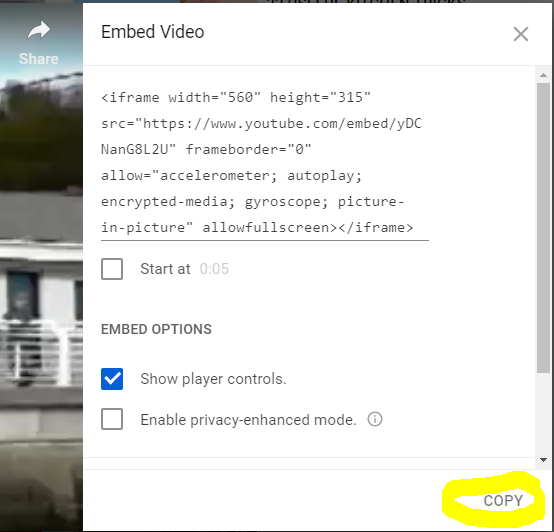 Share
Embed Video
<iframe width="560" height="315"
src="https://www.youtube.com/embed/yDC
NanG8L2U" frameborder="0"
allow="accelerometer; autoplay;
encrypted-media; gyroscope; picture-
in-picture" allowfullscreen></iframe>
Start at 0:05
EMBED OPTIONS
Show player controls.
Enable privacy-enhanced mode.
COPY